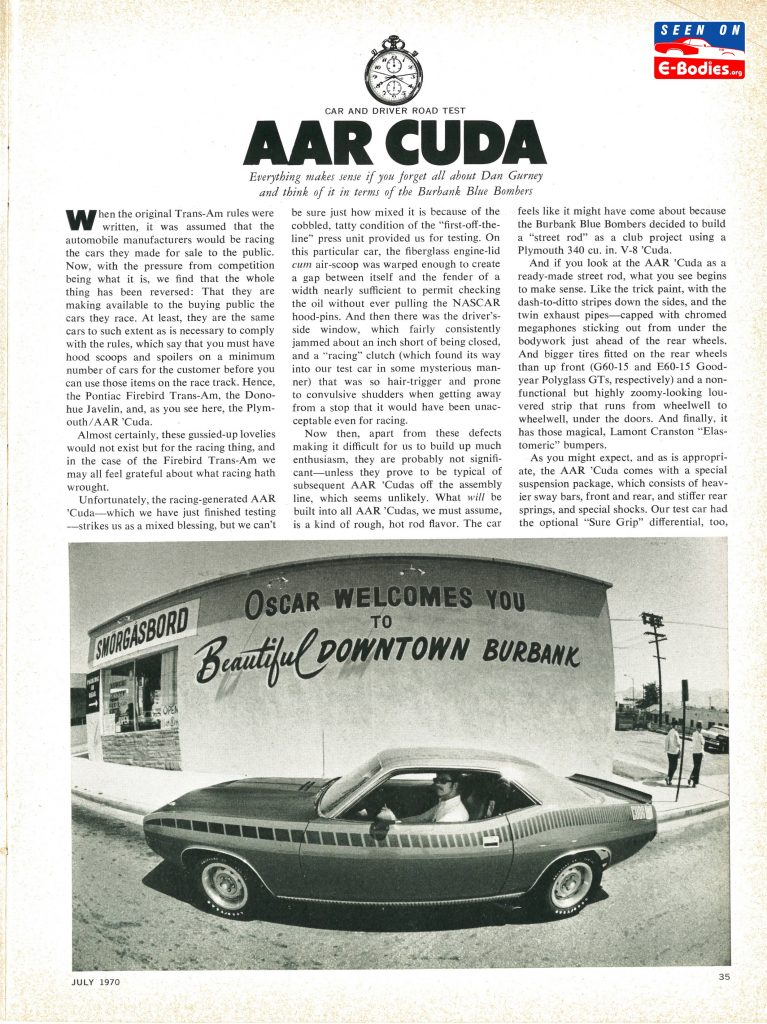 SEEN ON
E-Bodies.org
CAR AND DRIVER ROAD TEST
AAR CUDA
Everything makes sense if you forget all about Dan Gurney
and think of it in terms of the Burbank Blue Bombers
When the original Trans-Am rules were
written, it was assumed that the
automobile manufacturers would be racing
the cars they made for sale to the public.
Now, with the pressure from competition
being what it is, we find that the whole
thing has been reversed: That they are
making available to the buying public the
cars they race. At least, they are the same
cars to such extent as is necessary to comply
with the rules, which say that you must have
hood scoops and spoilers on a minimum
number of cars for the customer before you
can use those items on the race track. Hence,
the Pontiac Firebird Trans-Am, the Dono-
hue Javelin, and, as you see here, the Plym-
outh/AAR 'Cuda.
Almost certainly, these gussied-up lovelies
would not exist but for the racing thing, and
in the case of the Firebird Trans-Am we
may all feel grateful about what racing hath
wrought.
Unfortunately, the racing-generated AAR
'Cuda—which we have just finished testing
—strikes us as a mixed blessing, but we can't
be sure just how mixed it is because of the
cobbled, tatty condition of the "first-off-the-
line" press unit provided us for testing. On
this particular car, the fiberglass engine-lid
cum air-scoop was warped enough to create
a gap between itself and the fender of a
width nearly sufficient to permit checking
the oil without ever pulling the NASCAR
hood-pins. And then there was the driver's-
side window, which fairly consistently
jammed about an inch short of being closed,
and a "racing" clutch (which found its way
into our test car in some mysterious man-
ner) that was so hair-trigger and prone
to convulsive shudders when getting away
from a stop that it would have been unac-
ceptable even for racing.
Now then, apart from these defects
making it difficult for us to build up much
enthusiasm, they are probably not signifi-
cant—unless they prove to be typical of
subsequent AAR 'Cudas off the assembly
line, which seems unlikely. What will be
built into all AAR 'Cudas, we must assume,
is a kind of rough, hot rod flavor. The car
feels like it might have come about because
the Burbank Blue Bombers decided to build
a "street rod" as a club project using a
Plymouth 340 cu. in. V-8 'Cuda.
And if you look at the AAR 'Cuda as a
ready-made street rod, what you see begins
to make sense. Like the trick paint, with the
dash-to-ditto stripes down the sides, and the
twin exhaust pipes—capped with chromed
megaphones sticking out from under the
bodywork just ahead of the rear wheels.
And bigger tires fitted on the rear wheels
than up front (G60-15 and E60-15 Good-
year Polyglass GTs, respectively) and a non-
functional but highly zoomy-looking lou-
vered strip that runs from wheelwell to
wheelwell, under the doors. And finally, it
has those magical, Lamont Cranston "Elas-
tomeric" bumpers.
As you might expect, and as is appropri-
ate, the AAR 'Cuda comes with a special
suspension package, which consists of heav-
ier sway bars, front and rear, and stiffer rear
springs, and special shocks. Our test car had
the optional "Sure Grip" differential, too,
SMORGASBORD
OSCAR WELCOMES YOU
TO
Beautiful DOWNTOWN BURBANK
OPEN
JULY 1970
35